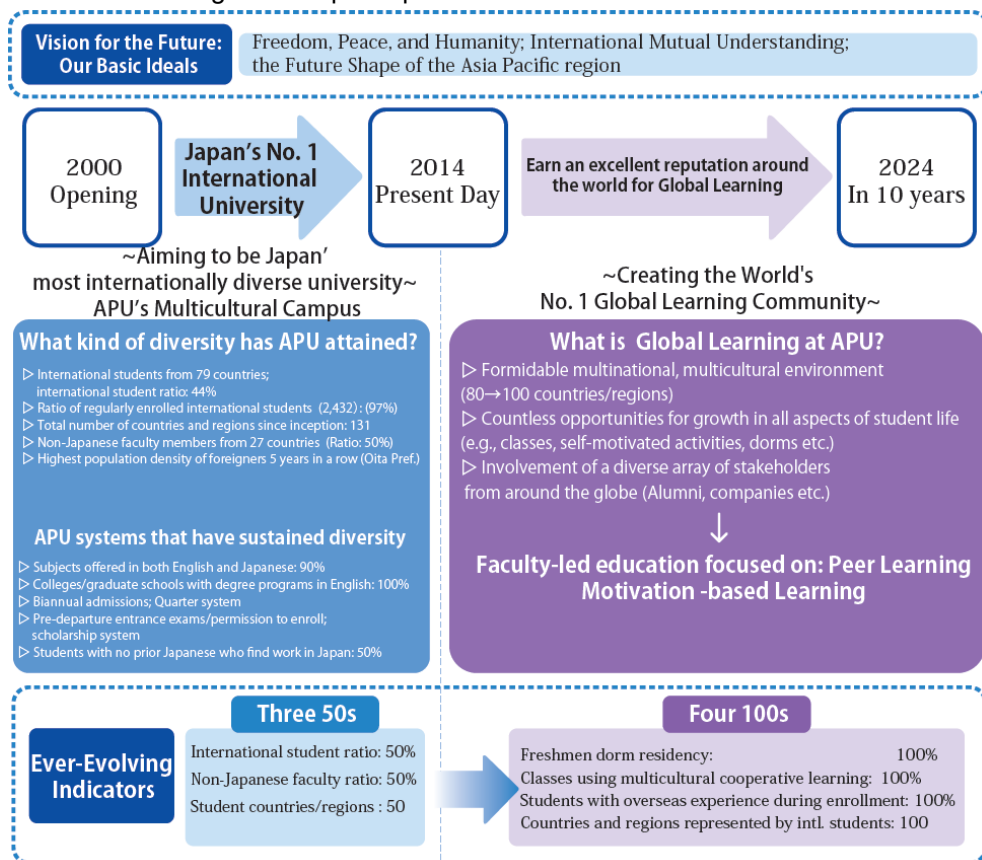 Vision for the Future:
Our Basic Ideals
Freedom, Peace, and Humanity; International Mutual Understanding;
the Future Shape of the Asia Pacific region
2000
Opening
Japan's No. 1
International
University
2014
Present Day
Earn an excellent reputation around
the world for Global Learning
2024
In 10 years
~Aiming to be Japan'
most internationally diverse university~
APU's Multicultural Campus
What kind of diversity has APU attained?
▷ International students from 79 countries;
international student ratio: 44%
▷ Ratio of regularly enrolled international students (2,432): (97%)
▷ Total number of countries and regions since inception: 131
▷ Non-Japanese faculty members from 27 countries (Ratio: 50%)
▷ Highest population density of foreigners 5 years in a row (Oita Pref.)
APU systems that have sustained diversity
▷ Subjects offered in both English and Japanese: 90%
▷ Colleges/graduate schools with degree programs in English: 100%
▷ Biannual admissions; Quarter system
▷ Pre-departure entrance exams/permission to enroll;
scholarship system
▷ Students with no prior Japanese who find work in Japan: 50%
~Creating the World's
No. 1 Global Learning Community~
What is Global Learning at APU?
▷ Formidable multinational, multicultural environment
(80→100 countries/regions)
▷ Countless opportunities for growth in all aspects of student life
(e.g., classes, self-motivated activities, dorms etc.)
▷ Involvement of a diverse array of stakeholders
from around the globe (Alumni, companies etc.)
↓
Faculty-led education focused on: Peer Learning
Motivation -based Learning
Ever-Evolving
Indicators
Three 50s
International student ratio: 50%
Non-Japanese faculty ratio: 50%
Student countries/regions : 50
Four 100s
Freshmen dorm residency: 100%
Classes using multicultural cooperative learning: 100%
Students with overseas experience during enrollment: 100%
Countries and regions represented by intl. students: 100